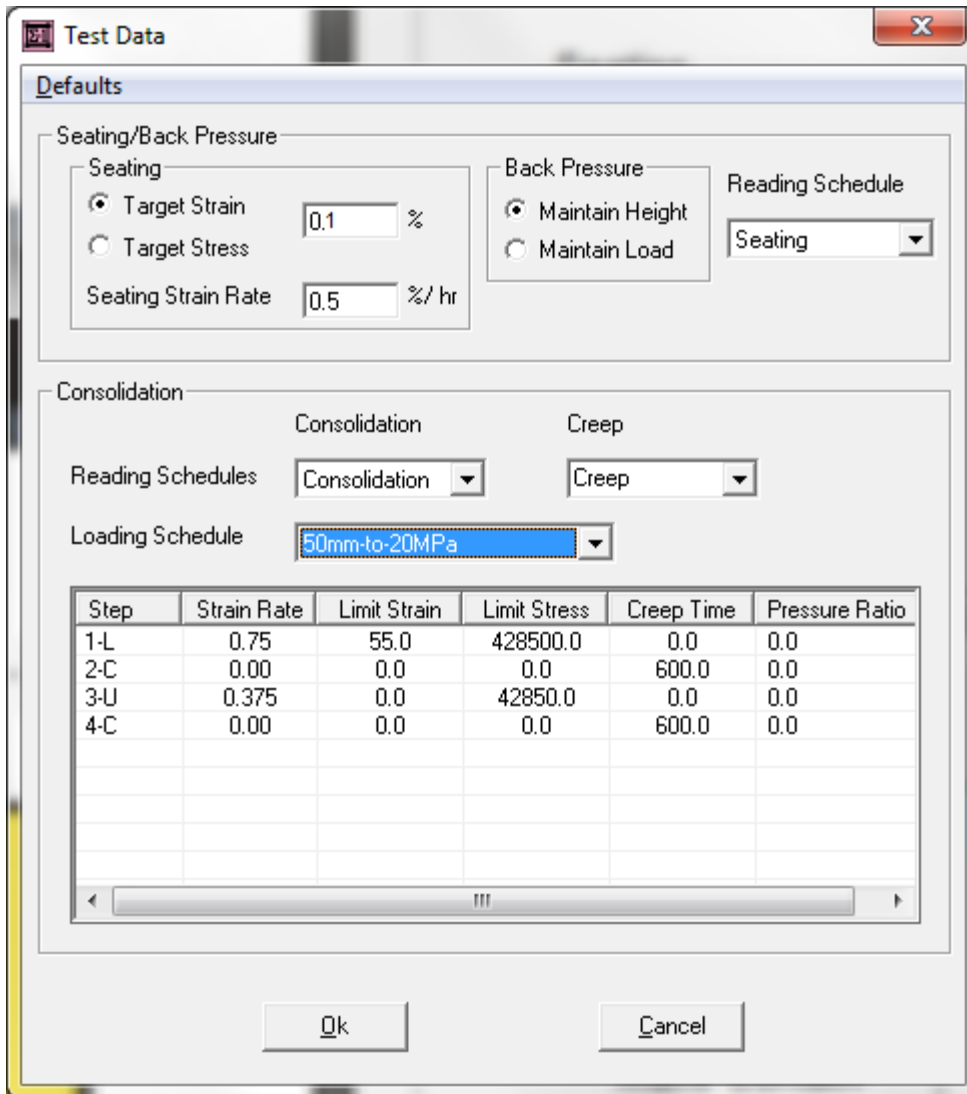 Test Data
Defaults
Seating/Back Pressure
Seating
Target Strain 0.1 %
Target Stress
Seating Strain Rate 0.5 %/ hr
Back Pressure
Maintain Height
Maintain Load
Reading Schedule
Seating
Consolidation
Consolidation Creep
Reading Schedules Consolidation Creep
Loading Schedule 50mm-to-20MPa
Step Strain Rate Limit Strain Limit Stress Creep Time Pressure Ratio
1-L 0.75 55.0 428500.0 0.0 0.0
2-C 0.00 0.0 0.0 600.0 0.0
3-U 0.375 0.0 42850.0 0.0 0.0
4-C 0.00 0.0 0.0 600.0 0.0
Ok Cancel